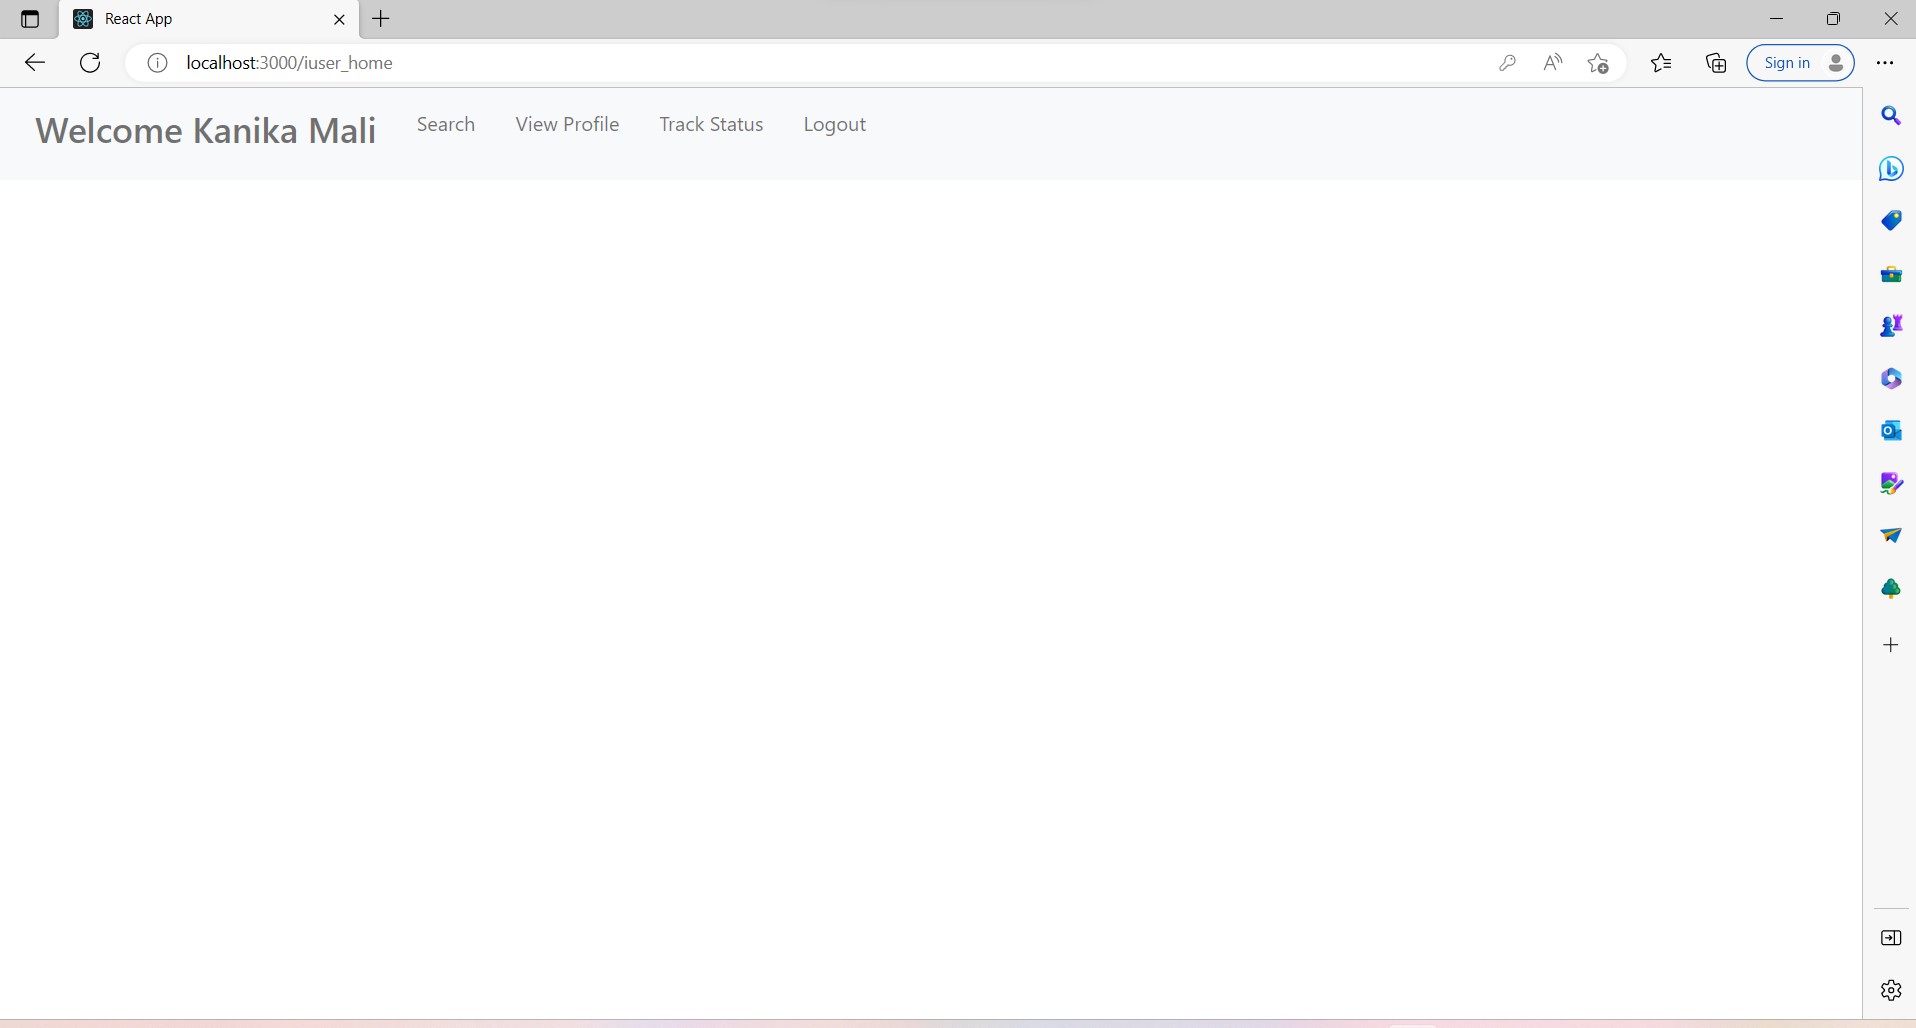 React App
localhost:3000/iuser_home
Sign in
Welcome Kanika Mali Search View Profile Track Status Logout